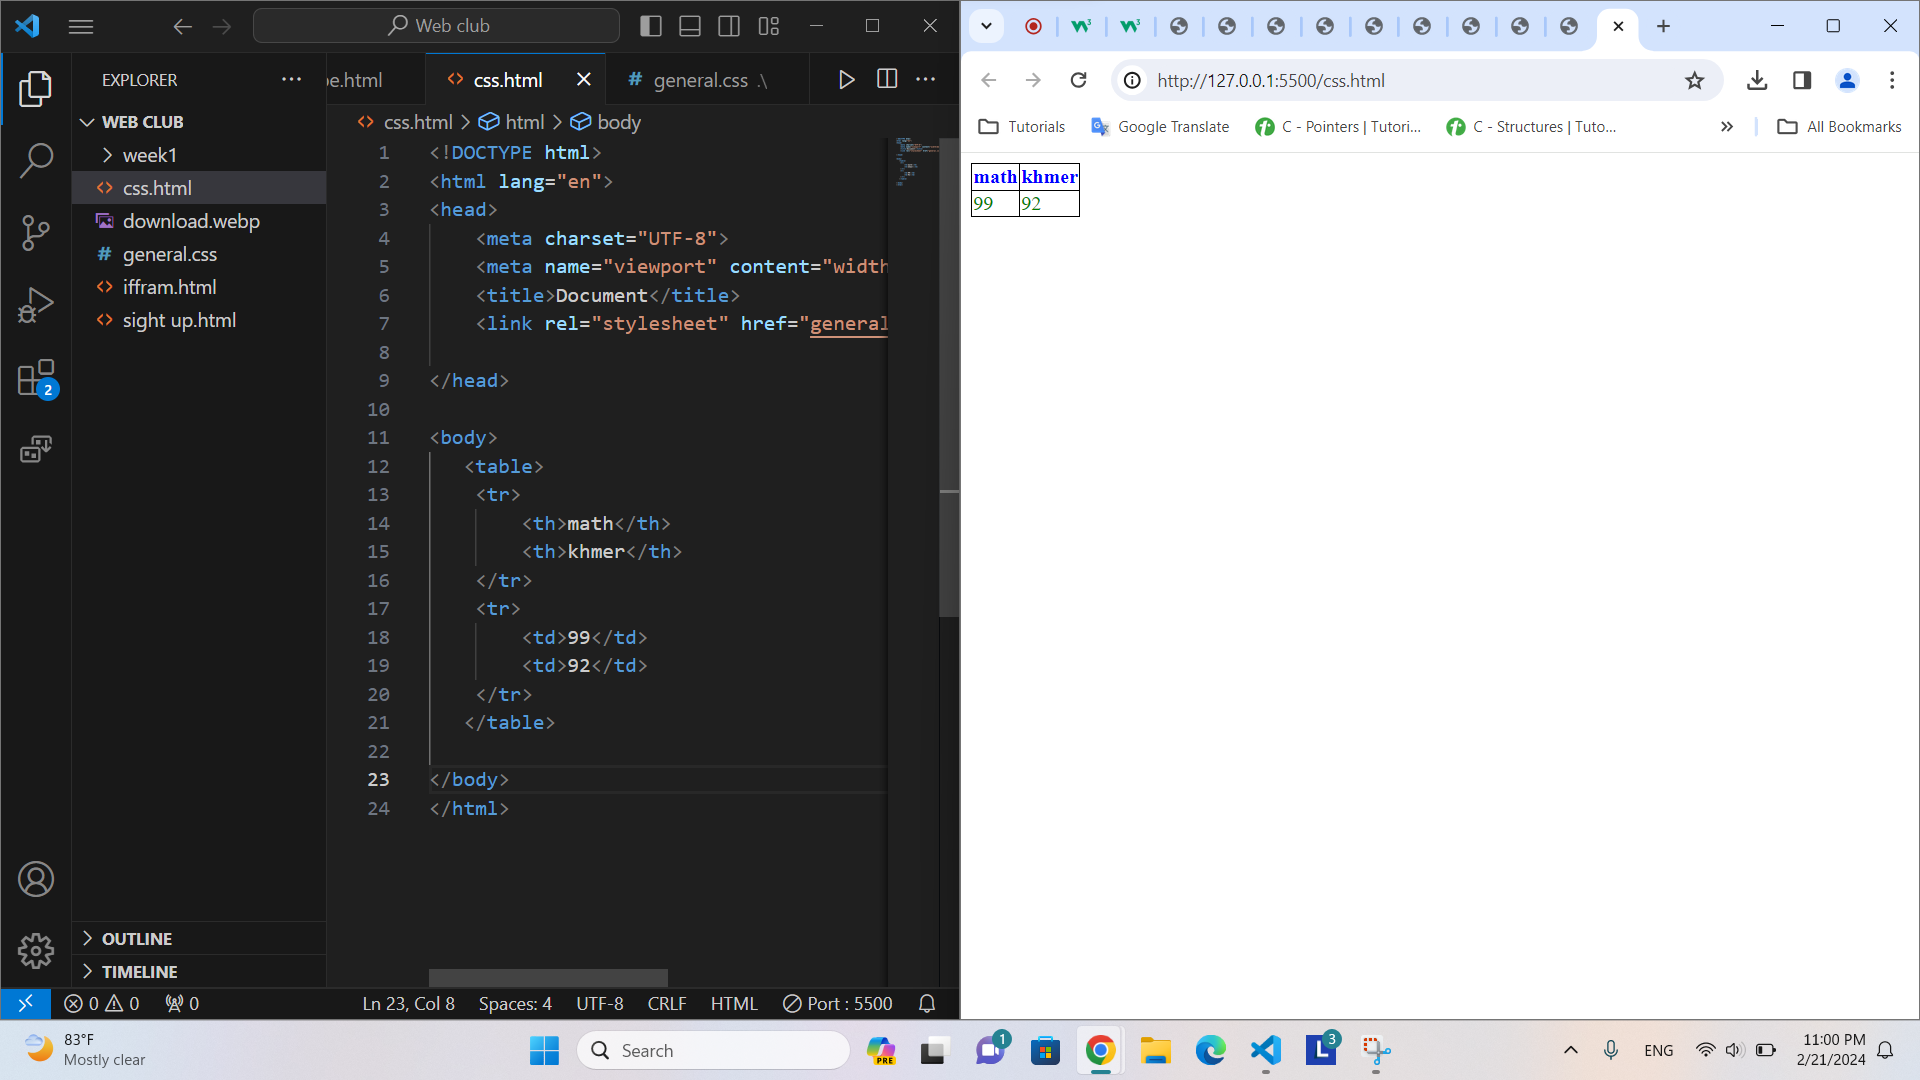 Web club
EXPLORER
pe.html
css.html
# general.css .\
WEB CLUB
css.html > html > body
week1
css.html
download.webp
# general.css
iffram.html
sight up.html
2
1 <!DOCTYPE html>
2 <html lang="en">
3 <head>
4 <meta charset="UTF-8">
5 <meta name="viewport" content="width
6 <title>Document</title>
7 <link rel="stylesheet" href="general
8
9 </head>
10
11 <body>
12 <table>
13 <tr>
14 <th>math</th>
15 <th>khmer</th>
16 </tr>
17 <tr>
18 <td>99</td>
19 <td>92</td>
20 </tr>
21 </table>
22
23 </body>
24 </html>
OUTLINE
TIMELINE
0 0 0
Ln 23, Col 8 Spaces: 4 UTF-8 CRLF HTML Port : 5500
http://127.0.0.1:5500/css.html
Tutorials Google Translate C - Pointers | Tutori... C - Structures | Tuto... All Bookmarks
math khmer
99 92
83°F
Mostly clear
Search
PRE
1
L 3
ENG
11:00 PM
2/21/2024